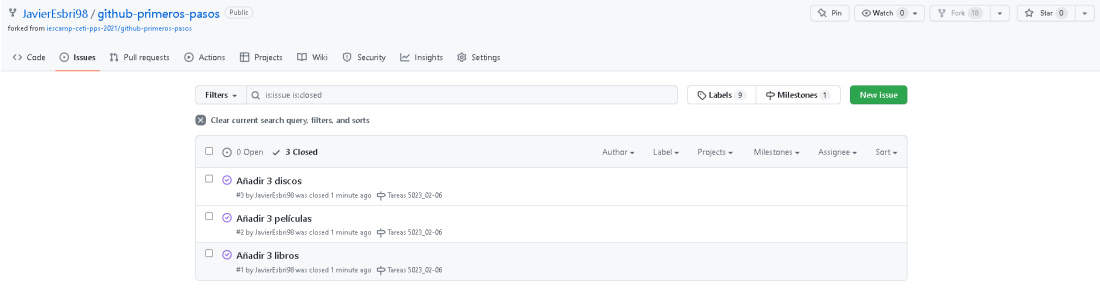 JavierEsbri98 / github-primeros-pasos Public Pin Watch 0 Fork 18 Star 0
forked from iescamp-ceti-pps-2021/github-primeros-pasos
Code Issues Pull requests Actions Projects Wiki Security Insights Settings
Filters is:issue is:closed Labels 9 Milestones 1 New issue
Clear current search query, filters, and sorts
0 Open 3 Closed Author Label Projects Milestones Assignee Sort
Añadir 3 discos
#3 by JavierEsbri98 was closed 1 minute ago Tareas 5023_02-06
Añadir 3 películas
#2 by JavierEsbri98 was closed 1 minute ago Tareas 5023_02-06
Añadir 3 libros
#1 by JavierEsbri98 was closed 1 minute ago Tareas 5023_02-06